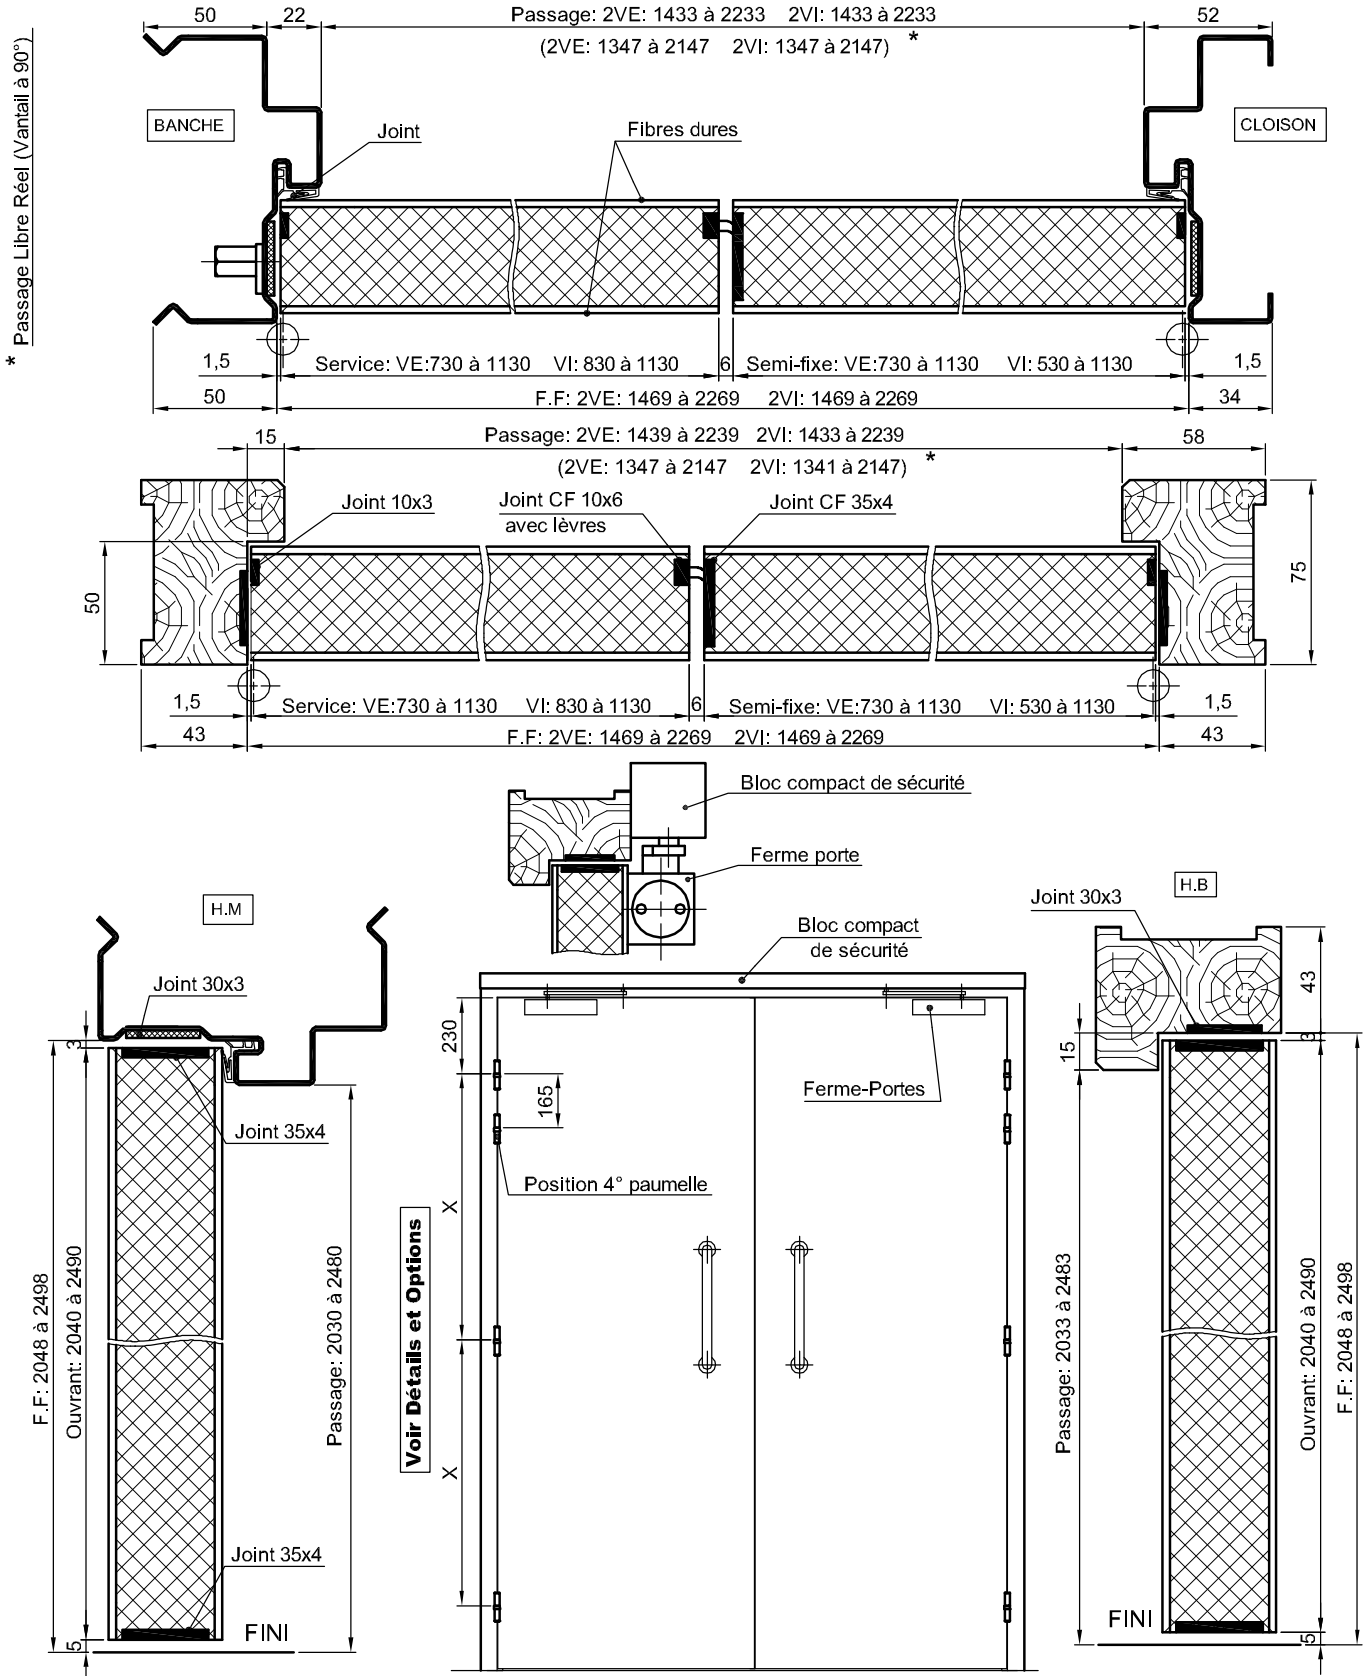 50
22
Passage: 2VE: 1433 à 2233 2VI: 1433 à 2233
52
(2VE: 1347 à 2147 2VI: 1347 à 2147) *
* Passage Libre Réel (Vantail à 90°)
BANCHE
Joint
Fibres dures
CLOISON
1,5
Service: VE:730 à 1130 VI: 830 à 1130
6
Semi-fixe: VE:730 à 1130 VI: 530 à 1130
1,5
50
F.F: 2VE: 1469 à 2269 2VI: 1469 à 2269
34
15
Passage: 2VE: 1439 à 2239 2VI: 1433 à 2239
58
(2VE: 1347 à 2147 2VI: 1341 à 2147) *
Joint 10x3
Joint CF 10x6
avec lèvres
Joint CF 35x4
50
75
1,5
Service: VE:730 à 1130 VI: 830 à 1130
6
Semi-fixe: VE:730 à 1130 VI: 530 à 1130
1,5
43
F.F: 2VE: 1469 à 2269 2VI: 1469 à 2269
43
Bloc compact de sécurité
Ferme porte
H.M
H.B
Joint 30x3
Bloc compact
de sécurité
Joint 30x3
43
230
3
3
15
165
Ferme-Portes
Joint 35x4
Position 4° paumelle
X
Voir Détails et Options
X
F.F.: 2048 à 2498
Ouvrant: 2040 à 2490
Passage: 2030 à 2480
Passage: 2033 à 2483
Ouvrant: 2040 à 2490
F.F.: 2048 à 2498
Joint 35x4
FINI
5
FINI
5